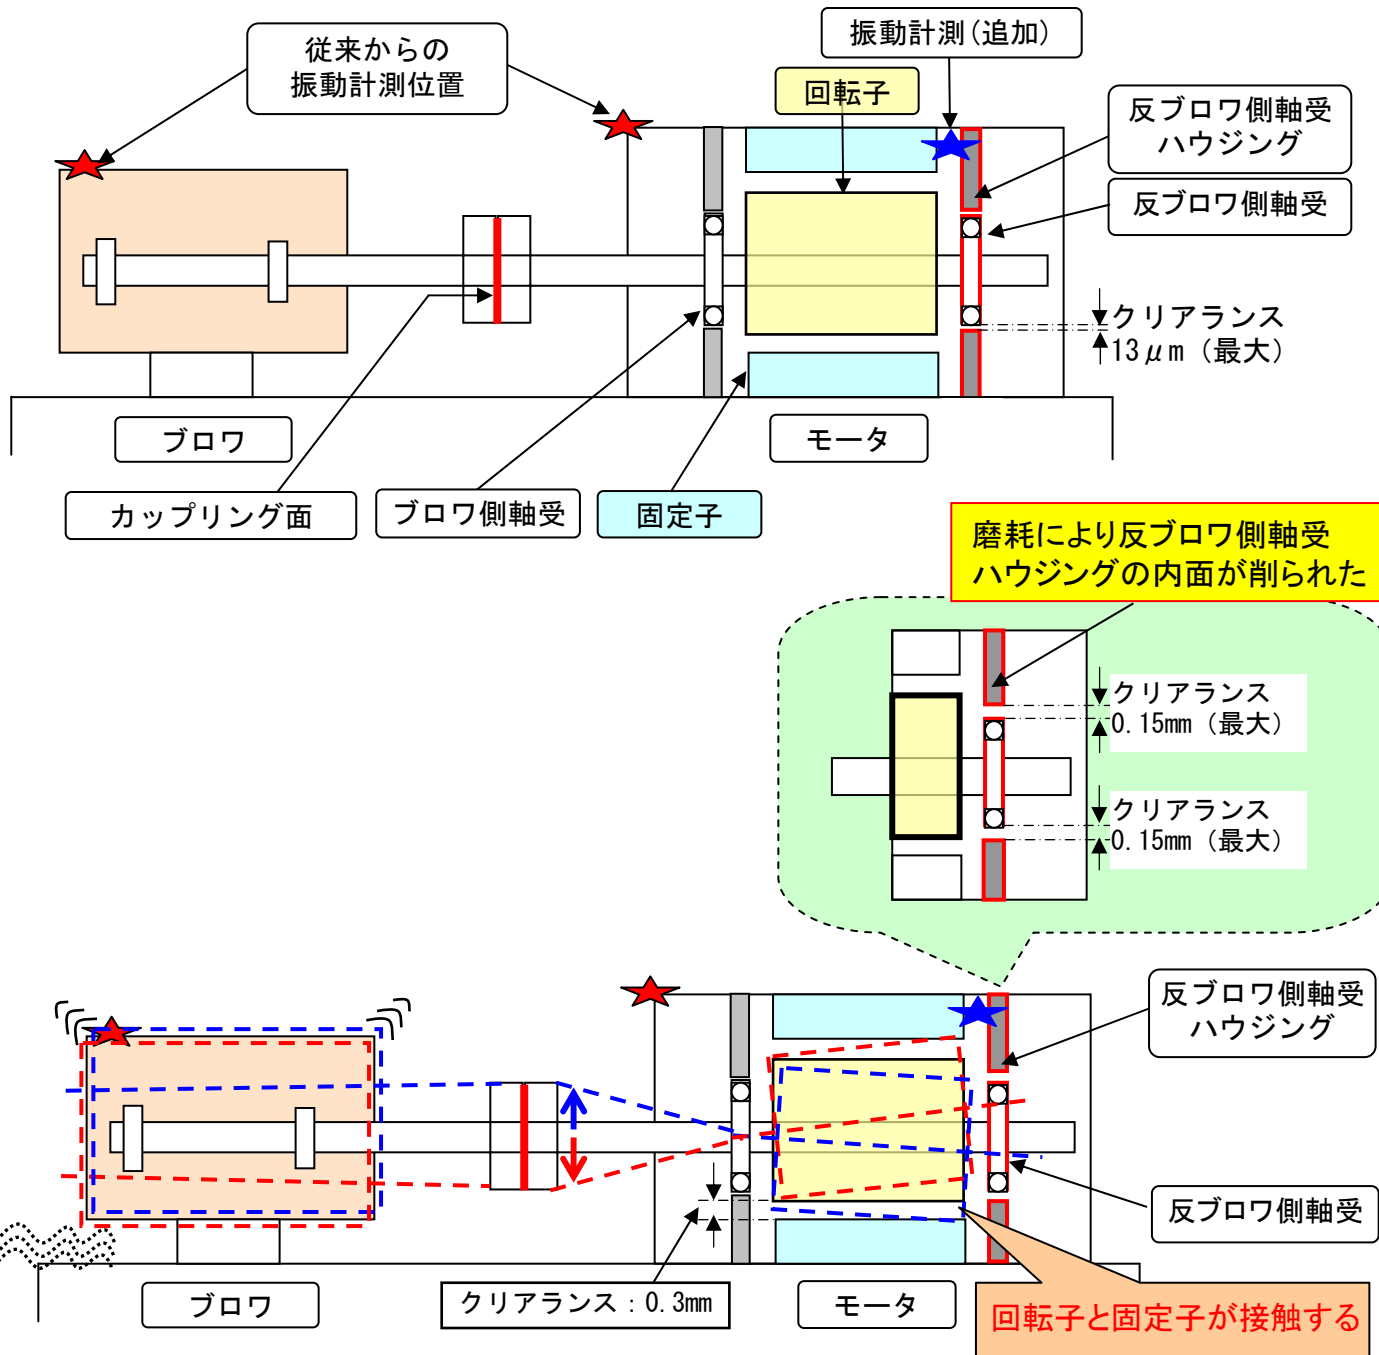 従来からの
振動計測位置
振動計測(追加)
回転子
反ブロワ側軸受
ハウジング
反ブロワ側軸受
クリアランス
13μm（最大）
ブロワ
モータ
カップリング面
ブロワ側軸受
固定子
磨耗により反ブロワ側軸受
ハウジングの内面が削られた
クリアランス
0.15mm（最大）
クリアランス
0.15mm（最大）
反ブロワ側軸受
ハウジング
反ブロワ側軸受
ブロワ
クリアランス：0.3mm
モータ
回転子と固定子が接触する